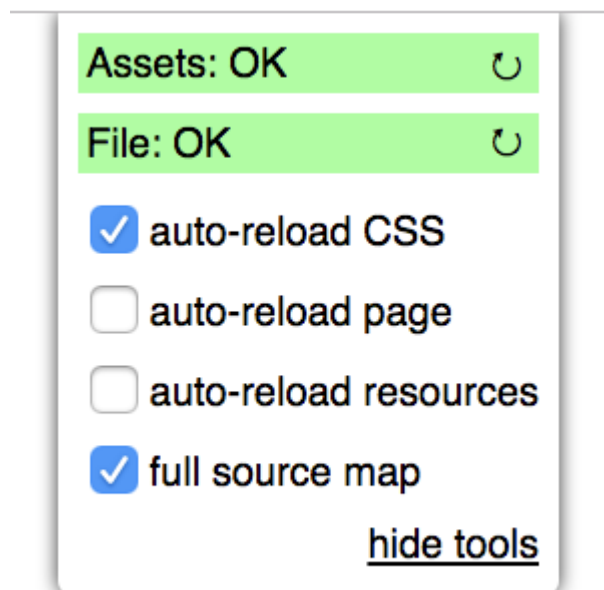 Assets: OK
File: OK
auto-reload CSS
auto-reload page
auto-reload resources
full source map
hide tools